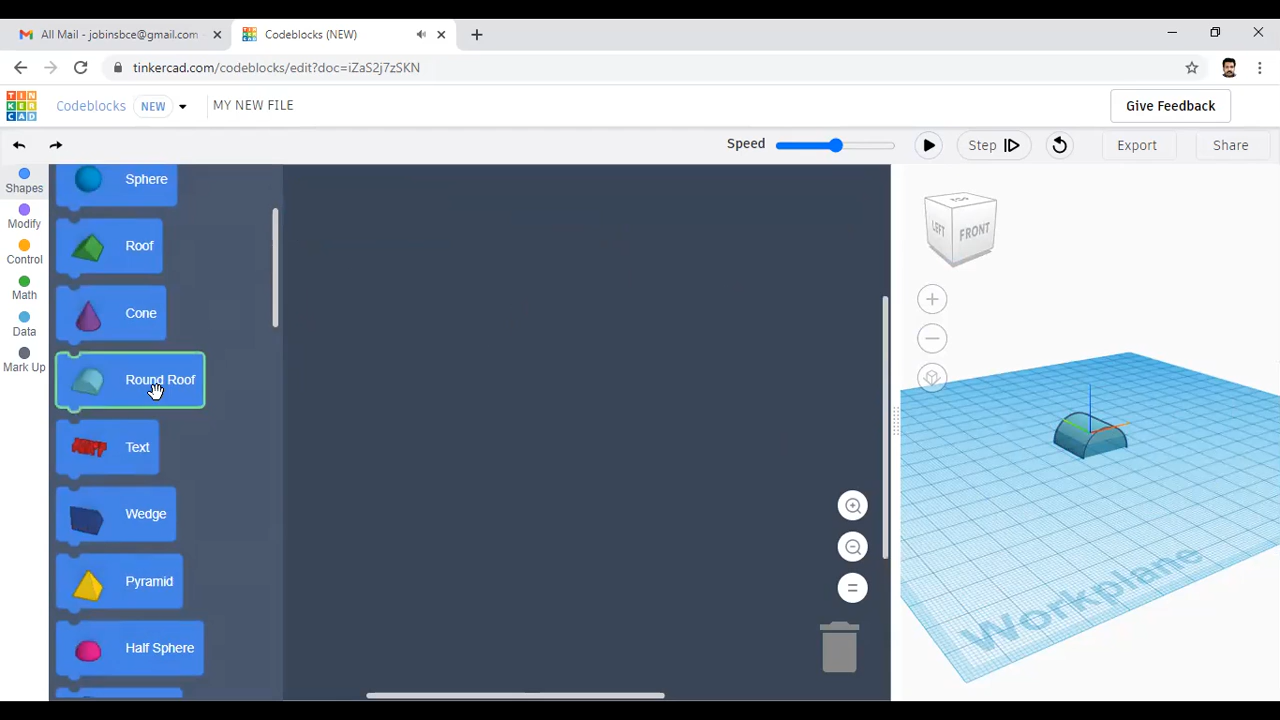 All Mail - jobinsbce@gmail.com
Codeblocks (NEW)
tinkercad.com/codeblocks/edit?doc=iZaS2j7zSKN
TIN
KER
CAD
Codeblocks
NEW
MY NEW FILE
Give Feedback
Speed
Step
Export
Share
Shapes
Modify
Control
Math
Data
Mark Up
Sphere
Roof
Cone
Round Roof
Text
Wedge
Pyramid
Half Sphere
TOP
LEFT
FRONT
Workplane